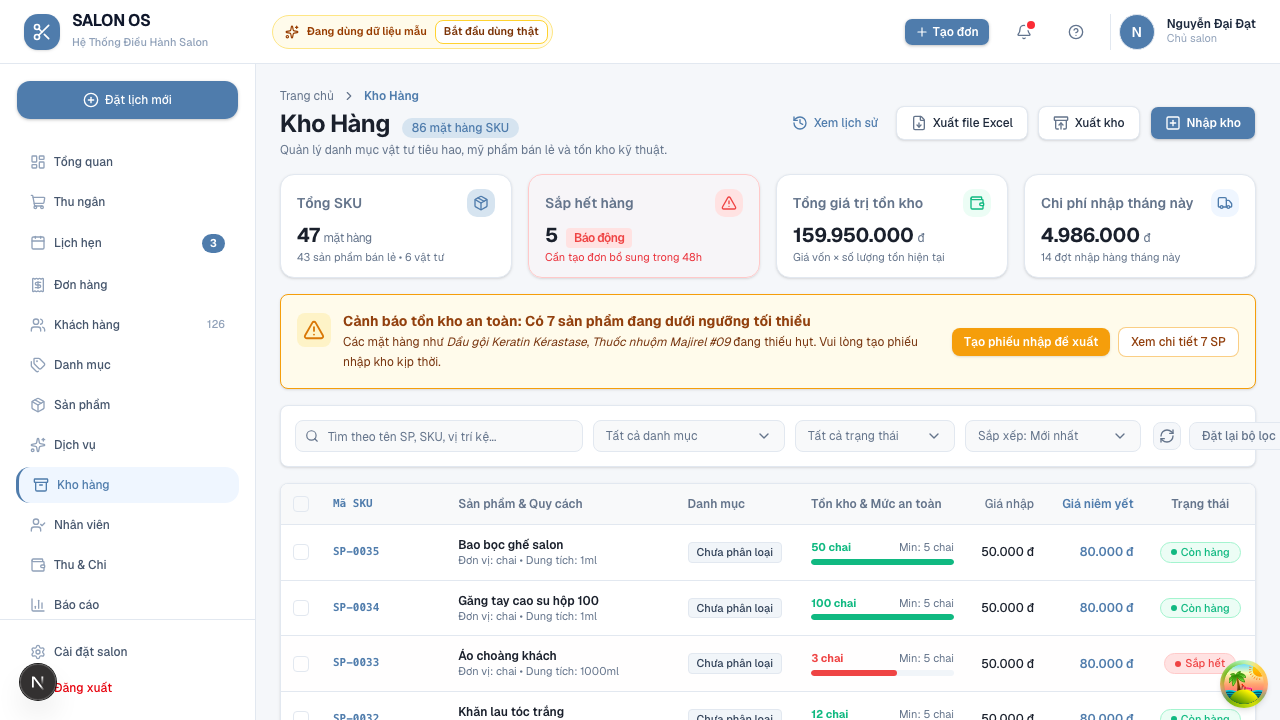 SALON OS
Hệ Thống Điều Hành Salon
Đang dùng dữ liệu mẫu
Bắt đầu dùng thật
Tạo đơn
N
Nguyễn Đại Đạt
Chủ salon
Đặt lịch mới
Tổng quan
Thu ngân
Lịch hẹn
3
Đơn hàng
Khách hàng
126
Danh mục
Sản phẩm
Dịch vụ
Kho hàng
Nhân viên
Thu & Chi
Báo cáo
Cài đặt salon
N
Đăng xuất
Trang chủ
Kho Hàng
Kho Hàng
86 mặt hàng SKU
Quản lý danh mục vật tư tiêu hao, mỹ phẩm bán lẻ và tồn kho kỹ thuật.
Xem lịch sử
Xuất file Excel
Xuất kho
Nhập kho
Tổng SKU
47 mặt hàng
43 sản phẩm bán lẻ • 6 vật tư
Sắp hết hàng
5 Báo động
Cần tạo đơn bổ sung trong 48h
Tổng giá trị tồn kho
159.950.000 đ
Giá vốn × số lượng tồn hiện tại
Chi phí nhập tháng này
4.986.000 đ
14 đợt nhập hàng tháng này
Cảnh báo tồn kho an toàn: Có 7 sản phẩm đang dưới ngưỡng tối thiểu
Các mặt hàng như Dầu gội Keratin Kérastase, Thuốc nhuộm Majirel #09 đang thiếu hụt. Vui lòng tạo phiếu
nhập kho kịp thời.
Tạo phiếu nhập đề xuất
Xem chi tiết 7 SP
Tìm theo tên SP, SKU, vị trí kệ...
Tất cả danh mục
Tất cả trạng thái
Sắp xếp: Mới nhất
Đặt lại bộ lọc
Mã SKU
Sản phẩm & Quy cách
Danh mục
Tồn kho & Mức an toàn
Giá nhập
Giá niêm yết
Trạng thái
SP-0035
Bao bọc ghế salon
Đơn vị: chai • Dung tích: 1ml
Chưa phân loại
50 chai
Min: 5 chai
50.000 đ
80.000 đ
Còn hàng
SP-0034
Găng tay cao su hộp 100
Đơn vị: chai • Dung tích: 1ml
Chưa phân loại
100 chai
Min: 5 chai
50.000 đ
80.000 đ
Còn hàng
SP-0033
Áo choàng khách
Đơn vị: chai • Dung tích: 1000ml
Chưa phân loại
3 chai
Min: 5 chai
50.000 đ
80.000 đ
Sắp hết
SP-0032
Khăn lau tóc trắng
Chưa phân loại
12 chai
Min: 5 chai
50.000 đ
80.000 đ
Còn hàng